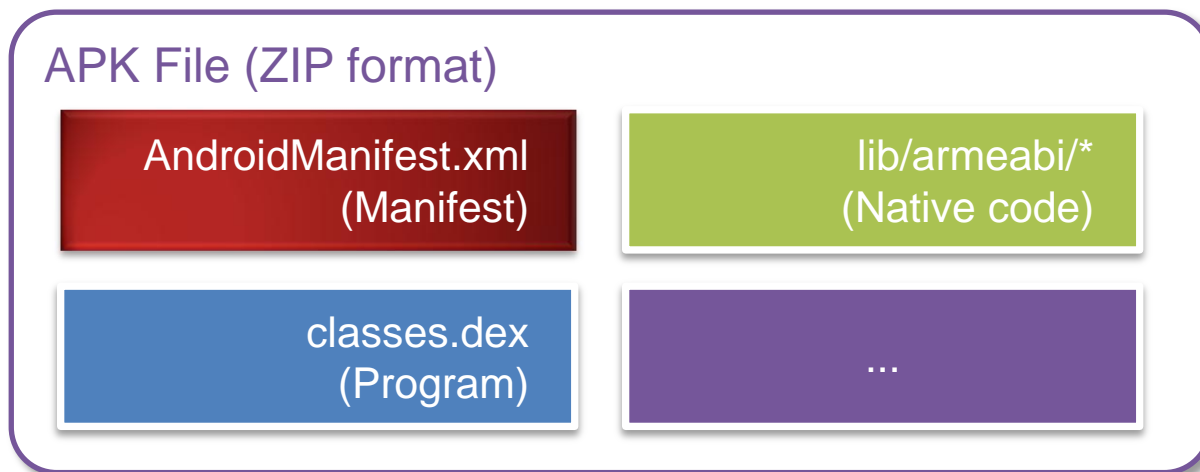 APK File (ZIP format)
AndroidManifest.xml
(Manifest)
lib/armeabi/*
(Native code)
classes.dex
(Program)
...